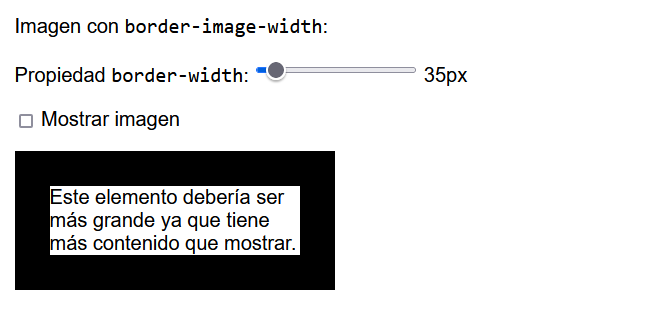 Imagen con border-image-width:
Propiedad border-width: 35px
Mostrar imagen
Este elemento debería ser
más grande ya que tiene
más contenido que mostrar.